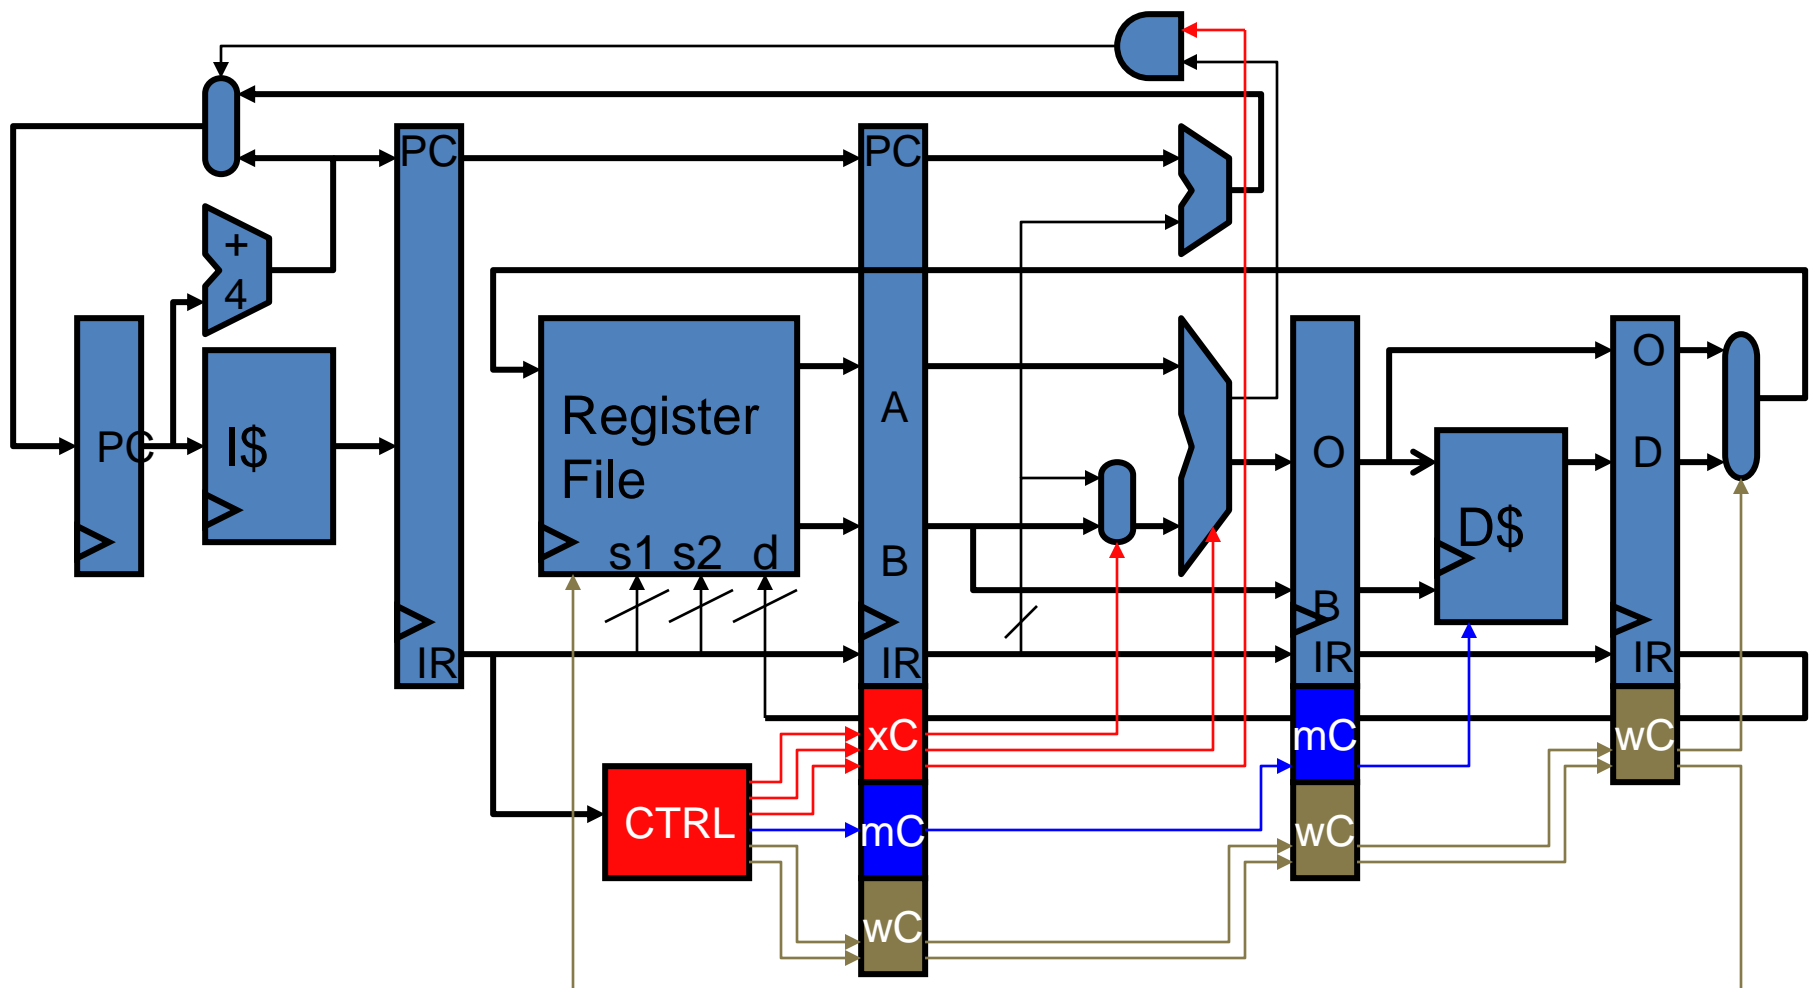 PC
PC
+
4
Register
File
A
O
O
D
PC
I$
D$
s1 s2 d
B
B
IR
IR
IR
IR
xC
mC
wC
CTRL
mC
wC
wC